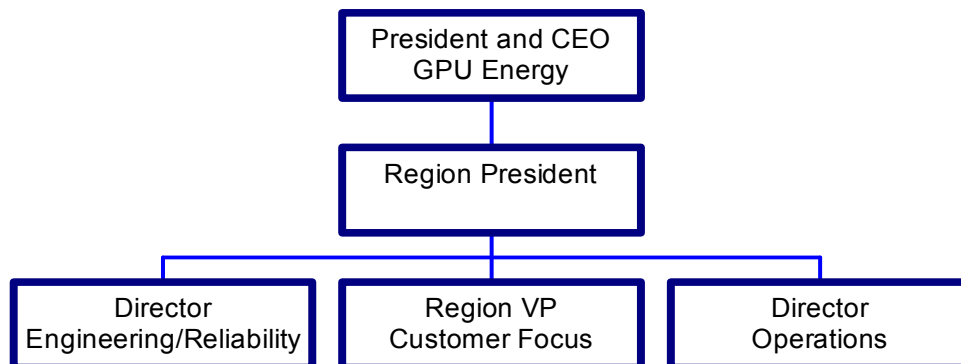 President and CEO
GPU Energy
Region President
Director
Engineering/Reliability
Region VP
Customer Focus
Director
Operations